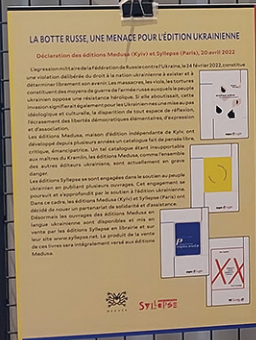 LA BOTTE RUSSE, UNE MENACE POUR L'ÉDITION UKRAINIENNE
Déclaration des éditions Medusa (Kyiv) et Syllepse (Paris), 20 avril 2022
L'agression militaire de la Fédération de Russie contre l'Ukraine, le 24 février 2022, constitue
une violation délibérée du droit à la nation ukrainienne à exister et à
déterminer librement son avenir. Les massacres, les viols, les tortures
constituent des moyens de guerre de l'armée russe auxquels le peuple
ukrainien oppose une résistance héroïque. Si elle aboutissait, cette
invasion signifierait également pour les Ukrainien·nes une mise au pas
idéologique et culturelle, la disparition de tout espace de réflexion,
l'écrasement des libertés démocratiques élémentaires, d'expression
et d'association.
Les éditions Medusa, maison d'édition indépendante de Kyiv, ont
développé depuis plusieurs années un catalogue fait de pensée libre,
critique, émancipatrice. Un tel catalogue étant insupportable
aux maîtres du Kremlin, les éditions Medusa, comme l'ensemble
des autres éditeurs ukrainiens, sont actuellement en grave
danger.
Les éditions Syllepse se sont engagées dans le soutien au peuple
ukrainien en publiant plusieurs ouvrages. Cet engagement se
poursuit et s'approfondit par le soutien à l'édition ukrainienne.
Dans ce cadre, les éditions Medusa (Kyiv) et Syllepse (Paris) ont
décidé de nouer un partenariat de solidarité et d'assistance.
Désormais les ouvrages des éditions Medusa en
langue ukrainienne sont disponibles et mis en
vente par les éditions Syllepse en librairie et sur
leur site www.syllepse.net. Le produit de la vente
de ces livres sera intégralement versé aux éditions
Medusa.
MEDUSA
SYLLEPSE
XX